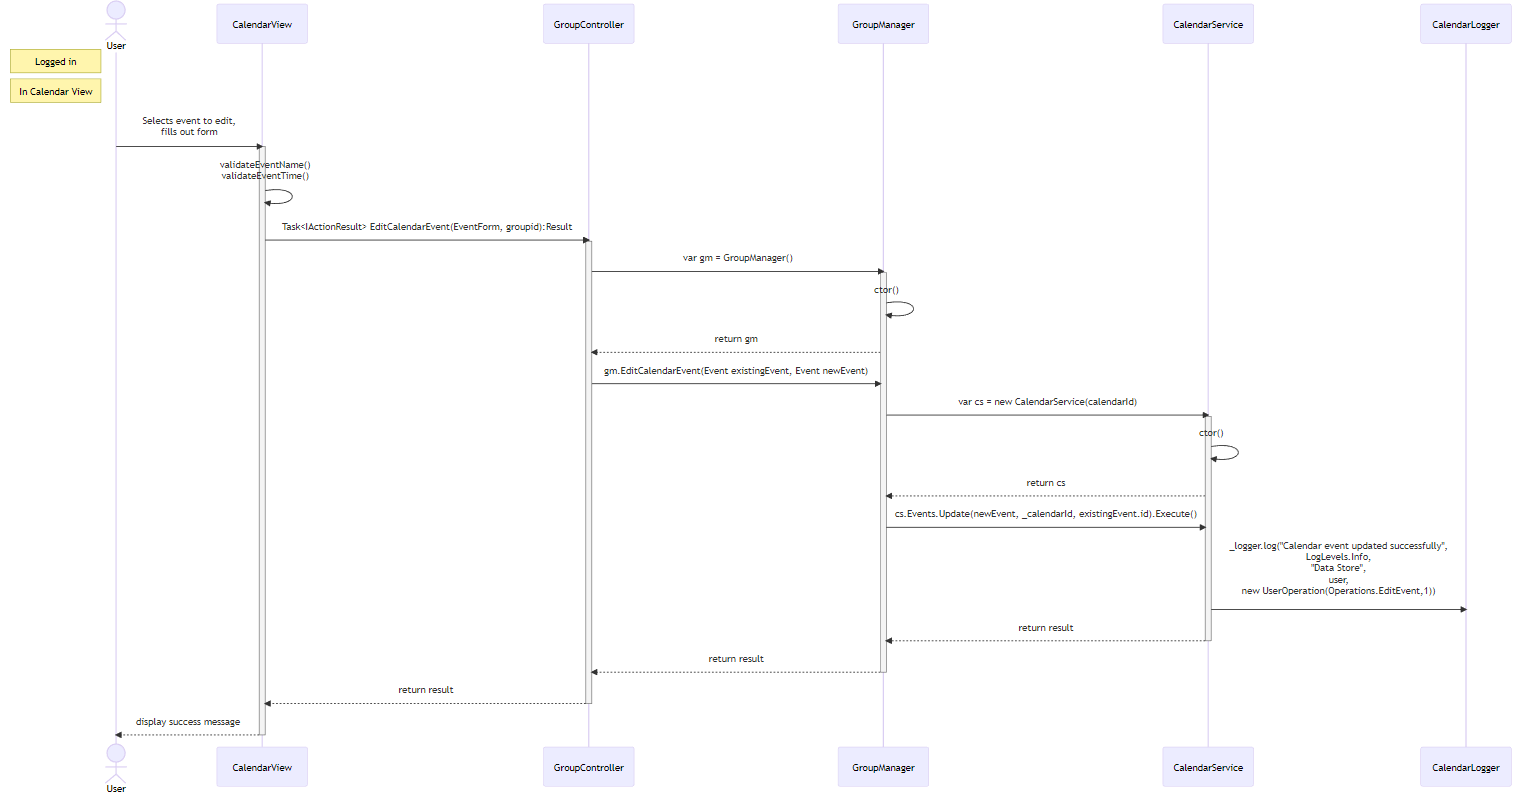 CalendarView
GroupController
GroupManager
CalendarService
CalendarLogger
User
Logged in
In Calendar View
Selects event to edit,
fills out form
validateEventName()
validateEventTime()
Task<IActionResult> EditCalendarEvent(EventForm, groupid):Result
var gm = GroupManager()
ctor()
return gm
gm.EditCalendarEvent(Event existingEvent, Event newEvent)
var cs = new CalendarService(calendarId)
ctor()
return cs
cs.Events.Update(newEvent, _calendarId, existingEvent.id).Execute()
_logger.log("Calendar event updated successfully",
LogLevels.Info,
"Data Store",
user,
new UserOperation(Operations.EditEvent,1))
return result
return result
return result
display success message
CalendarView
GroupController
GroupManager
CalendarService
CalendarLogger
User